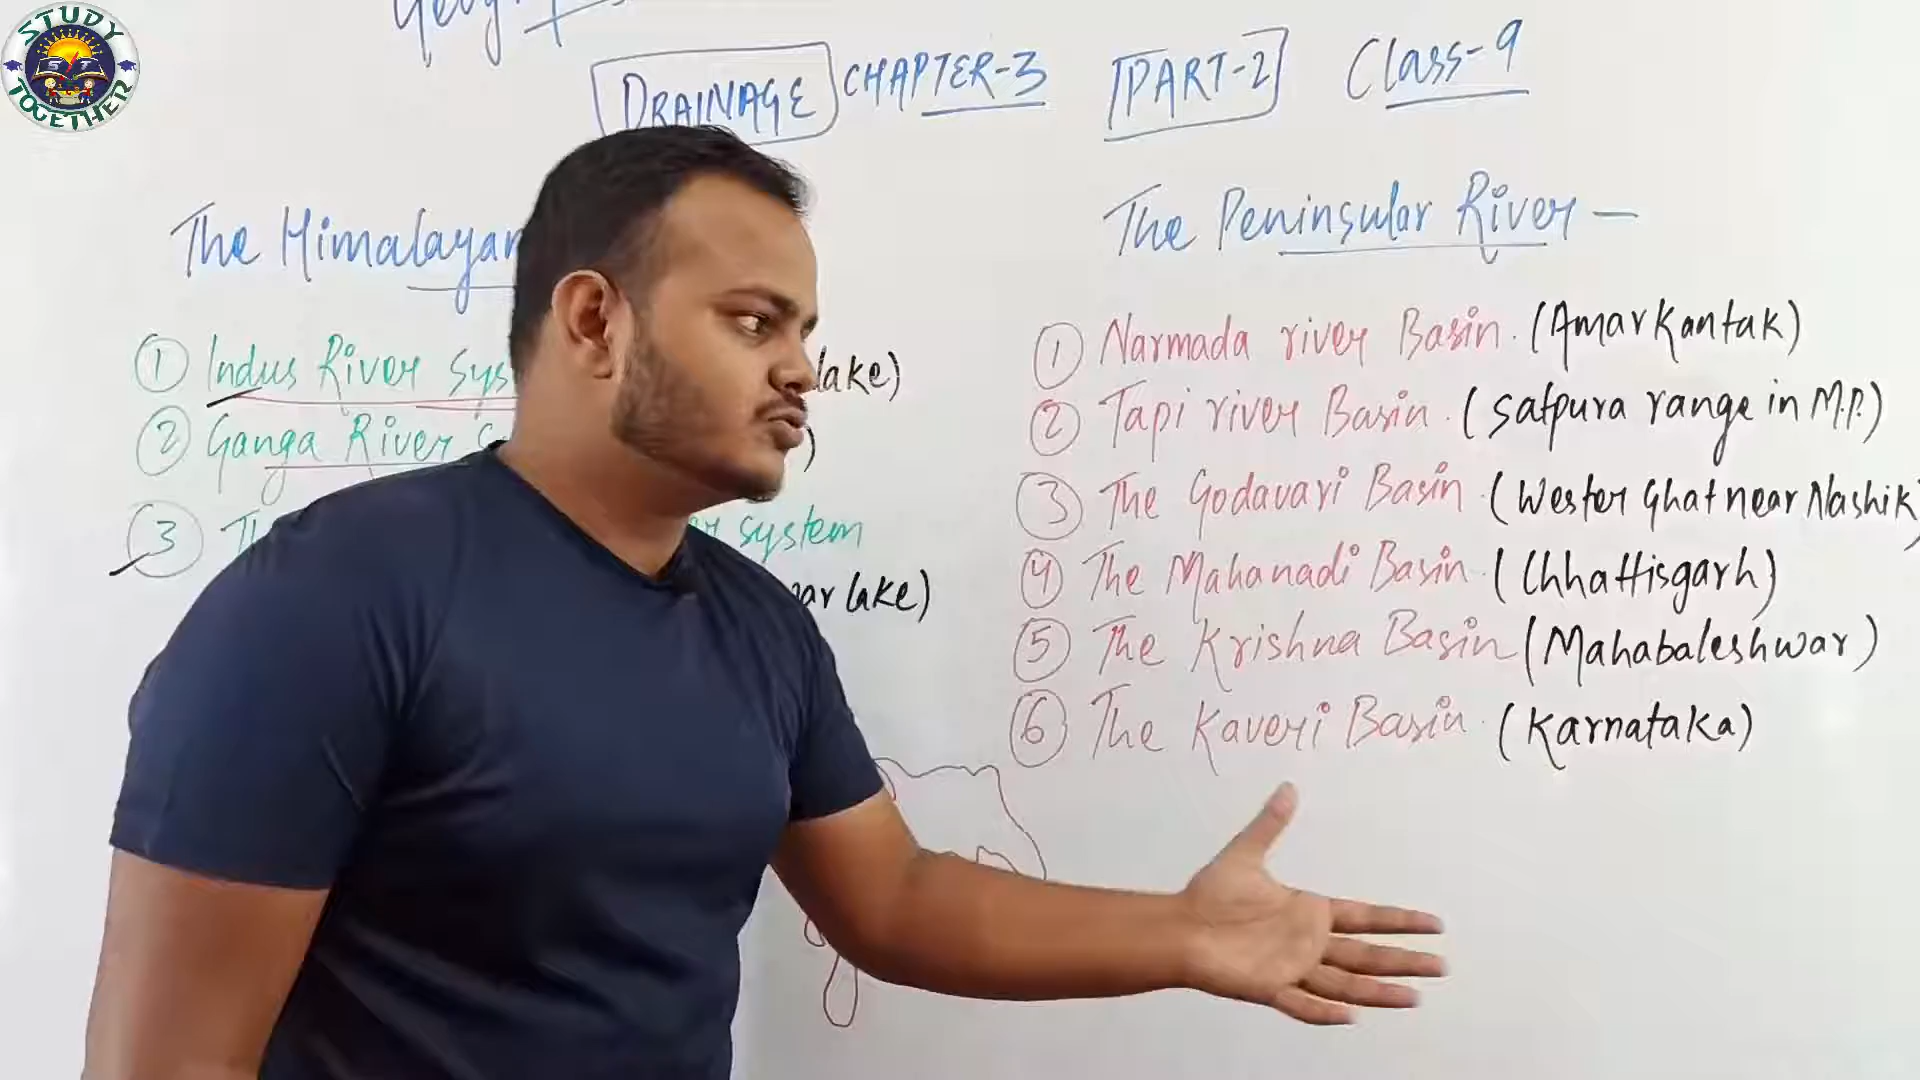 STUDY
ST
TOGETHER
DRAINAGE CHAPTER-3 [PART-2] Class-9
The Himalayan
① Indus River sys lake)
② Ganga River )
③ system
lake)
The Peninsular River —
① Narmada river Basin. (Amarkantak)
② Tapi river Basin. (Satpura range in M.P.)
③ The Godavari Basin (Wester Ghat near Nashik)
④ The Mahanadi Basin (Chhattisgarh)
⑤ The Krishna Basin (Mahabaleshwar)
⑥ The Kaveri Basin (Karnataka)